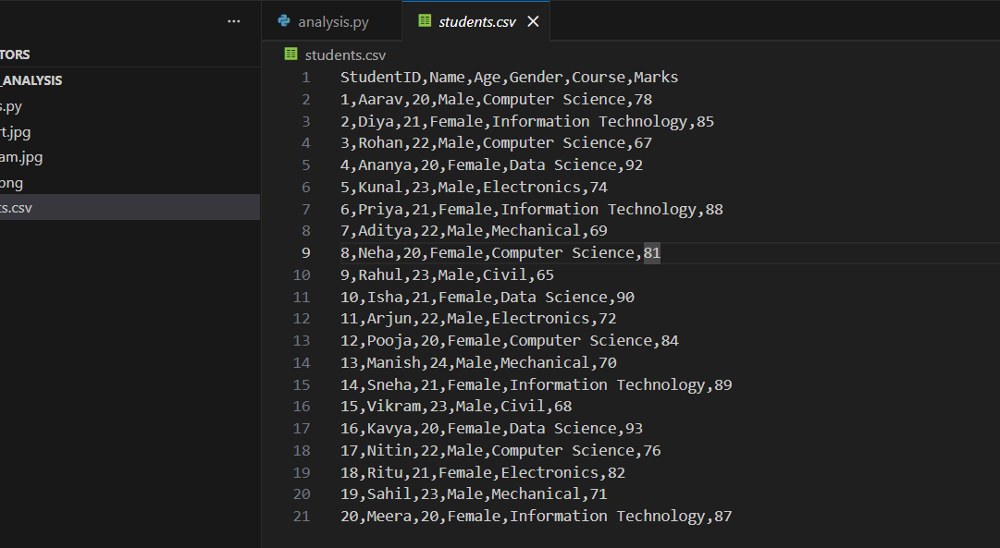 ...
analysis.py
students.csv
TORS
_ANALYSIS
s.py
rt.jpg
am.jpg
png
ts.csv
students.csv
1 StudentID,Name,Age,Gender,Course,Marks
2 1,Aarav,20,Male,Computer Science,78
3 2,Diya,21,Female,Information Technology,85
4 3,Rohan,22,Male,Computer Science,67
5 4,Ananya,20,Female,Data Science,92
6 5,Kunal,23,Male,Electronics,74
7 6,Priya,21,Female,Information Technology,88
8 7,Aditya,22,Male,Mechanical,69
9 8,Neha,20,Female,Computer Science,81
10 9,Rahul,23,Male,Civil,65
11 10,Isha,21,Female,Data Science,90
12 11,Arjun,22,Male,Electronics,72
13 12,Pooja,20,Female,Computer Science,84
14 13,Manish,24,Male,Mechanical,70
15 14,Sneha,21,Female,Information Technology,89
16 15,Vikram,23,Male,Civil,68
17 16,Kavya,20,Female,Data Science,93
18 17,Nitin,22,Male,Computer Science,76
19 18,Ritu,21,Female,Electronics,82
20 19,Sahil,23,Male,Mechanical,71
21 20,Meera,20,Female,Information Technology,87